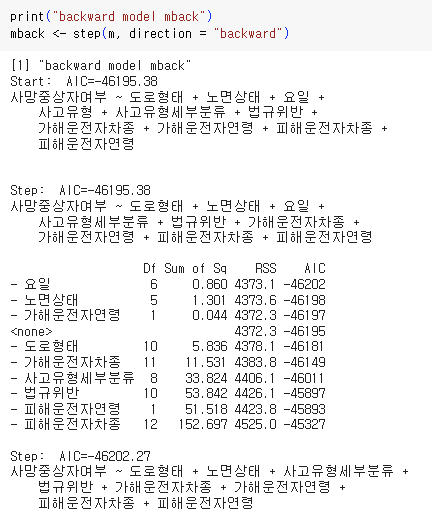 print("backward model mback")
mback <- step(m, direction = "backward")
[1] "backward model mback"
Start:  AIC=-46195.38
사망중상자여부 ~ 도로형태 + 노면상태 + 요일 +
    사고유형 + 사고유형세부분류 + 법규위반 +
    가해운전자차종 + 가해운전자연령 + 피해운전자차종 +
    피해운전자연령
Step:  AIC=-46195.38
사망중상자여부 ~ 도로형태 + 노면상태 + 요일 +
    사고유형세부분류 + 법규위반 + 가해운전자차종 +
    가해운전자연령 + 피해운전자차종 + 피해운전자연령
Df Sum of Sq    RSS    AIC
- 요일              6     0.860 4373.1 -46202
- 노면상태          5     1.301 4373.6 -46198
- 가해운전자연령    1     0.044 4372.3 -46197
<none>                          4372.3 -46195
- 도로형태         10     5.836 4378.1 -46181
- 가해운전자차종   11    11.531 4383.8 -46149
- 사고유형세부분류  8    33.824 4406.1 -46011
- 법규위반         10    53.842 4426.1 -45897
- 피해운전자연령    1    51.518 4423.8 -45893
- 피해운전자차종   12   152.697 4525.0 -45327
Step:  AIC=-46202.27
사망중상자여부 ~ 도로형태 + 노면상태 + 사고유형세부분류 +
    법규위반 + 가해운전자차종 + 가해운전자연령 +
    피해운전자차종 + 피해운전자연령